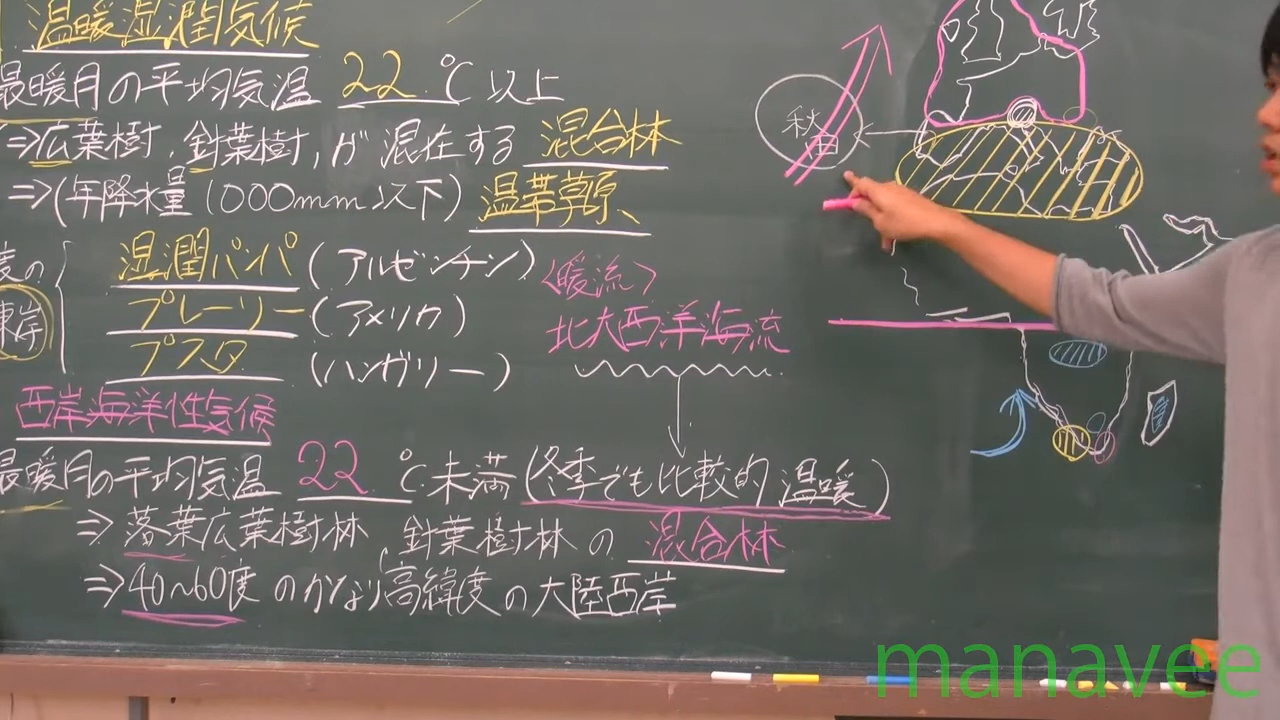 温暖湿潤気候
最暖月の平均気温 22℃以上
⇒広葉樹、針葉樹、が混在する 混合林
⇒(年降水量1000mm以下) 温帯草原、
度の
東岸
湿潤パンパ (アルゼンチン)
プレーリー (アメリカ)
プスタ (ハンガリー)
〈暖流〉
北大西洋海流
西岸海洋性気候
最暖月の平均気温 22℃未満 (冬季でも比較的温暖)
⇒落葉広葉樹林、針葉樹林の 混合林
⇒40~60度のかなり高緯度の大陸西岸
秋田
manavee